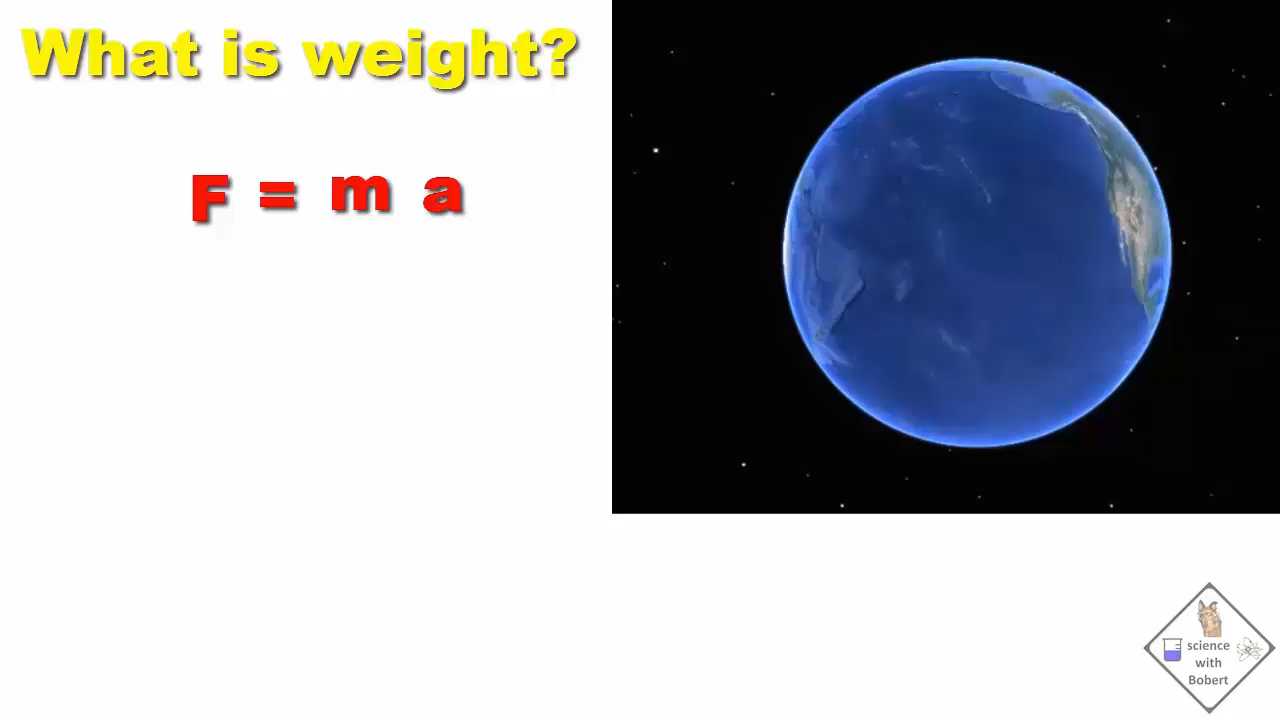 What is weight?
F = m a
science
with
Bobert